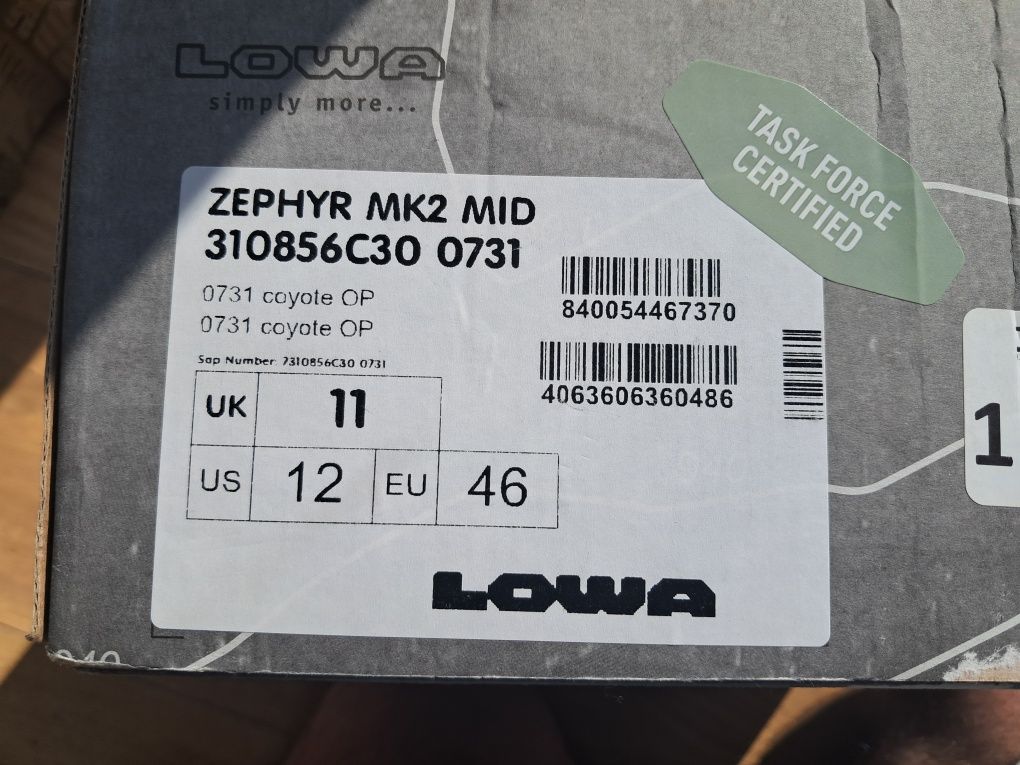 LOWA
simply more...
TASK FORCE
CERTIFIED
ZEPHYR MK2 MID
310856C30 0731
0731 coyote OP
0731 coyote OP
Sap Number: 7310856C30 0731
840054467370
4063606360486
UK 11
US 12 EU 46
1
LOWA